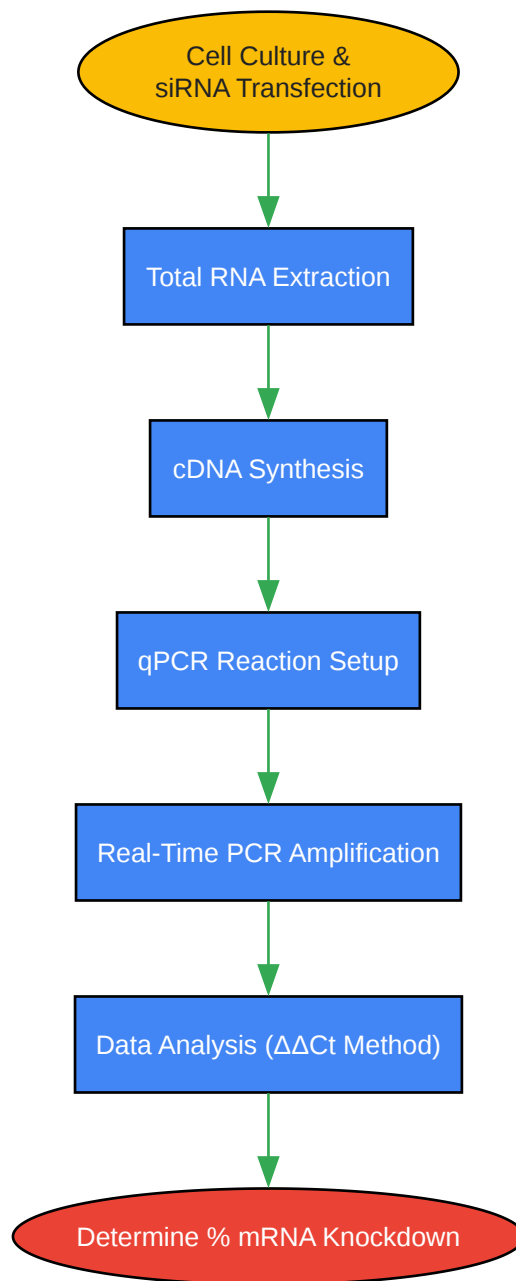 Cell Culture &
siRNA Transfection
Total RNA Extraction
cDNA Synthesis
qPCR Reaction Setup
Real-Time PCR Amplification
Data Analysis (ΔΔCt Method)
Determine % mRNA Knockdown